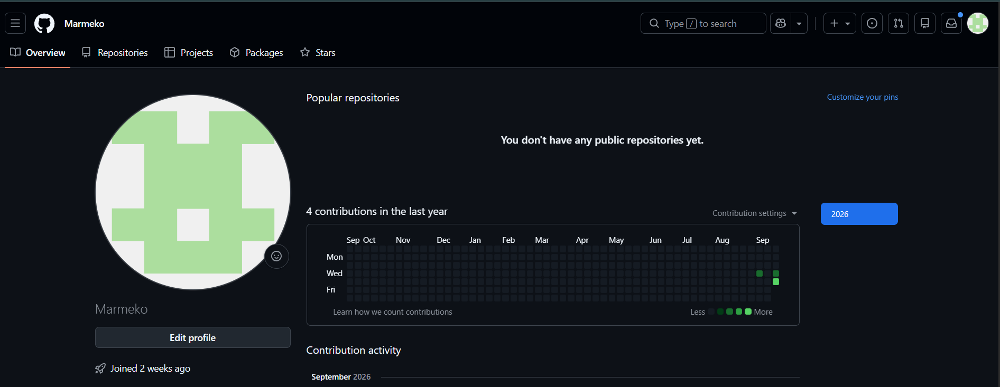 Marmeko
Type / to search
Overview
Repositories
Projects
Packages
Stars
Marmeko
Edit profile
Joined 2 weeks ago
Popular repositories
Customize your pins
You don't have any public repositories yet.
4 contributions in the last year
Contribution settings
2026
Sep Oct Nov Dec Jan Feb Mar Apr May Jun Jul Aug Sep
Mon
Wed
Fri
Learn how we count contributions
Less More
Contribution activity
September 2026